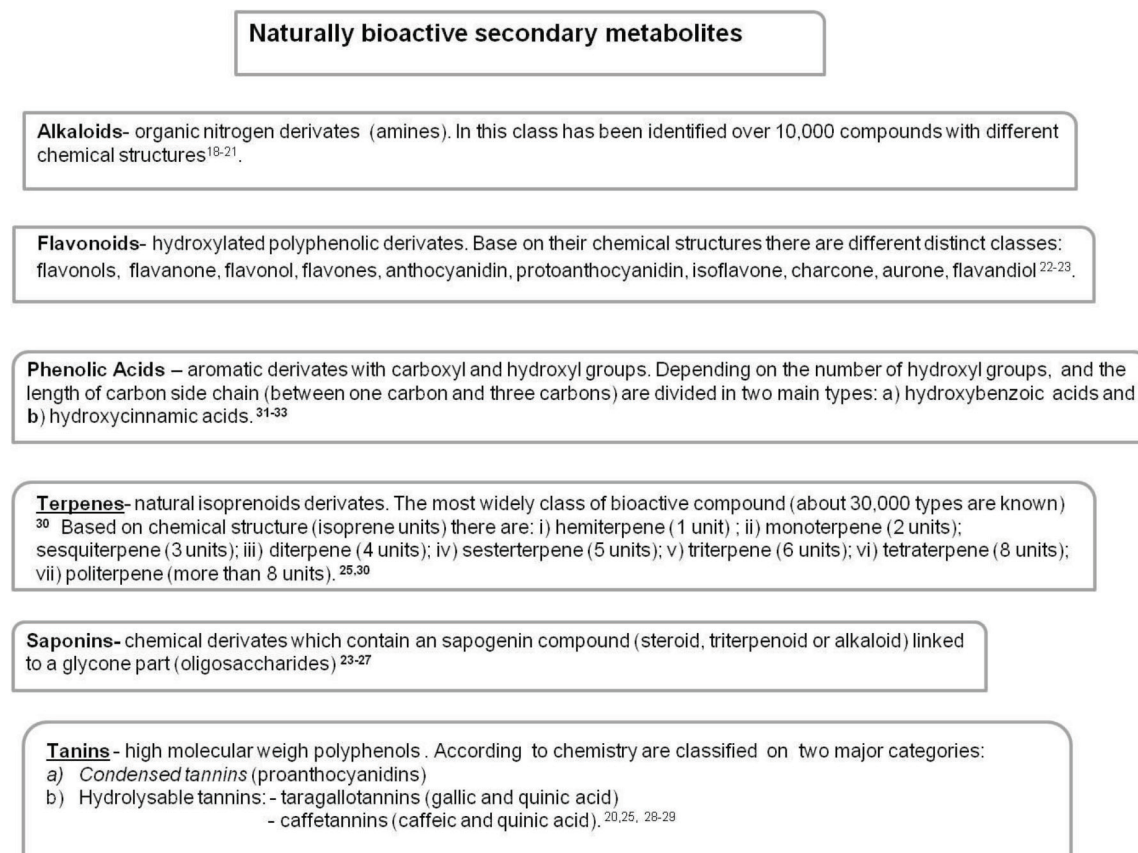 Naturally bioactive secondary metabolites
Alkaloids- organic nitrogen derivates (amines). In this class has been identified over 10,000 compounds with different
chemical structures18-21.
Flavonoids- hydroxylated polyphenolic derivates. Base on their chemical structures there are different distinct classes:
flavonols, flavanone, flavonol, flavones, anthocyanidin, protoanthocyanidin, isoflavone, charcone, aurone, flavandiol 22-23.
Phenolic Acids – aromatic derivates with carboxyl and hydroxyl groups. Depending on the number of hydroxyl groups, and the
length of carbon side chain (between one carbon and three carbons) are divided in two main types: a) hydroxybenzoic acids and
b) hydroxycinnamic acids. 31-33
Terpenes- natural isoprenoids derivates. The most widely class of bioactive compound (about 30,000 types are known)
30 Based on chemical structure (isoprene units) there are: i) hemiterpene (1 unit) ; ii) monoterpene (2 units);
sesquiterpene (3 units); iii) diterpene (4 units); iv) sesterterpene (5 units); v) triterpene (6 units); vi) tetraterpene (8 units);
vii) politerpene (more than 8 units). 25,30
Saponins- chemical derivates which contain an sapogenin compound (steroid, triterpenoid or alkaloid) linked
to a glycone part (oligosaccharides) 23-27
Tanins - high molecular weigh polyphenols . According to chemistry are classified on two major categories:
a) Condensed tannins (proanthocyanidins)
b) Hydrolysable tannins: - taragallotannins (gallic and quinic acid)
- caffetannins (caffeic and quinic acid). 20,25, 28-29